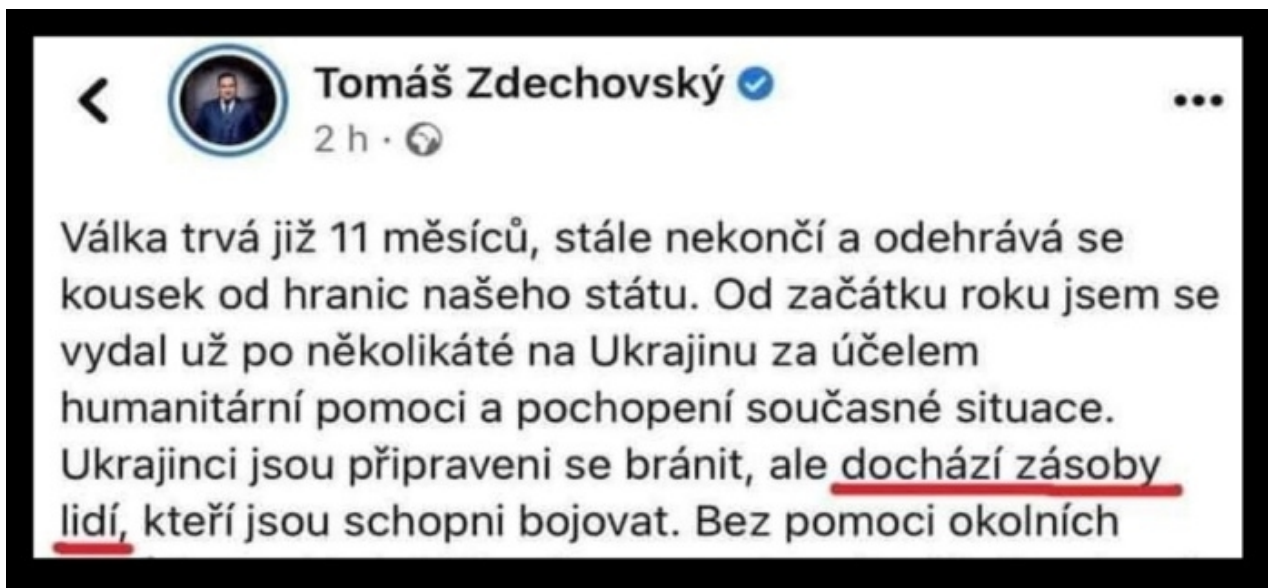 Tomáš Zdechovský
2 h ·
Válka trvá již 11 měsíců, stále nekončí a odehrává se
kousek od hranic našeho státu. Od začátku roku jsem se
vydal už po několikáté na Ukrajinu za účelem
humanitární pomoci a pochopení současné situace.
Ukrajinci jsou připraveni se bránit, ale dochází zásoby
lidí, kteří jsou schopni bojovat. Bez pomoci okolních